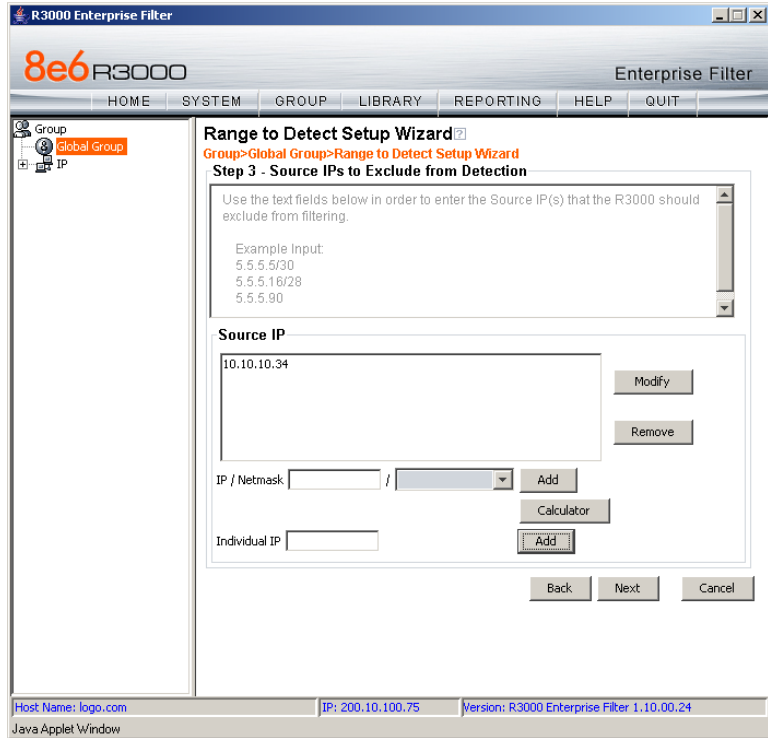 R3000 Enterprise Filter
8e6 R3000
Enterprise Filter
HOME SYSTEM GROUP LIBRARY REPORTING HELP QUIT
Group
Global Group
IP
Range to Detect Setup Wizard
Group>Global Group>Range to Detect Setup Wizard
Step 3 - Source IPs to Exclude from Detection
Use the text fields below in order to enter the Source IP(s) that the R3000 should
exclude from filtering.
Example Input:
5.5.5.5/30
5.5.5.16/28
5.5.5.90
Source IP
10.10.10.34
Modify
Remove
IP / Netmask / Add
Calculator
Individual IP Add
Back Next Cancel
Host Name: logo.com IP: 200.10.100.75 Version: R3000 Enterprise Filter 1.10.00.24
Java Applet Window